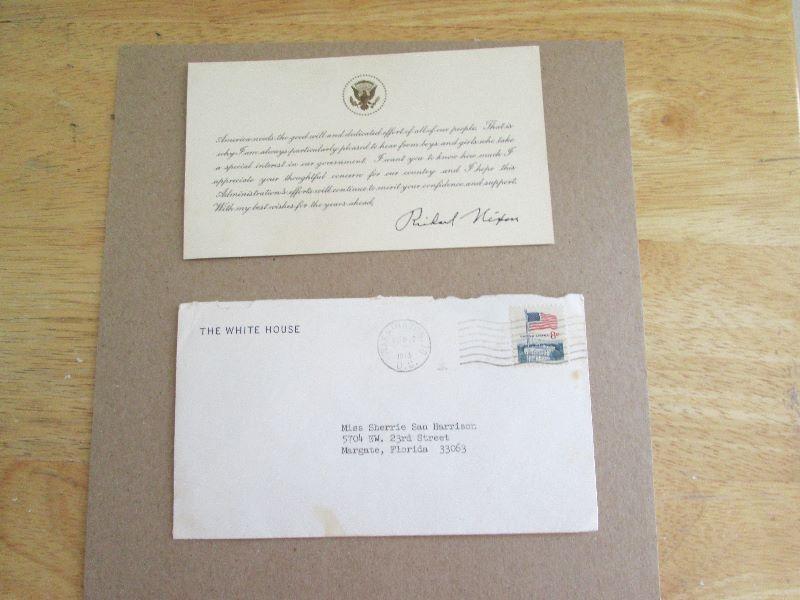 America needs the good will and dedicated effort of all of our people. That is
why I am always particularly pleased to hear from boys and girls who take
a special interest in our government. I want you to know how much I
appreciate your thoughtful concern for our country and I hope this
Administration's efforts will continue to merit your confidence and support.
With my best wishes for the years ahead,
Richard Nixon
THE WHITE HOUSE
WASHINGTON
1973
D.C.
8c
Miss Sherrie San Harrison
5704 NW. 23rd Street
Margate, Florida 33063